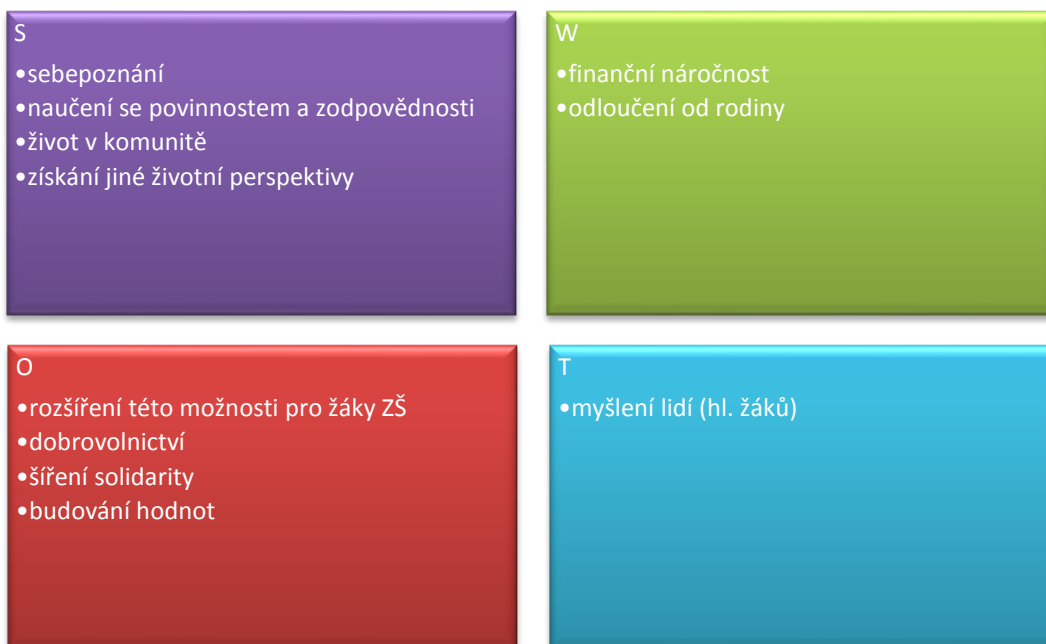 S
•sebepoznání
•naučení se povinnostem a zodpovědnosti
•život v komunitě
•získání jiné životní perspektivy
W
•finanční náročnost
•odloučení od rodiny
O
•rozšíření této možnosti pro žáky ZŠ
•dobrovolnictví
•šíření solidarity
•budování hodnot
T
•myšlení lidí (hl. žáků)